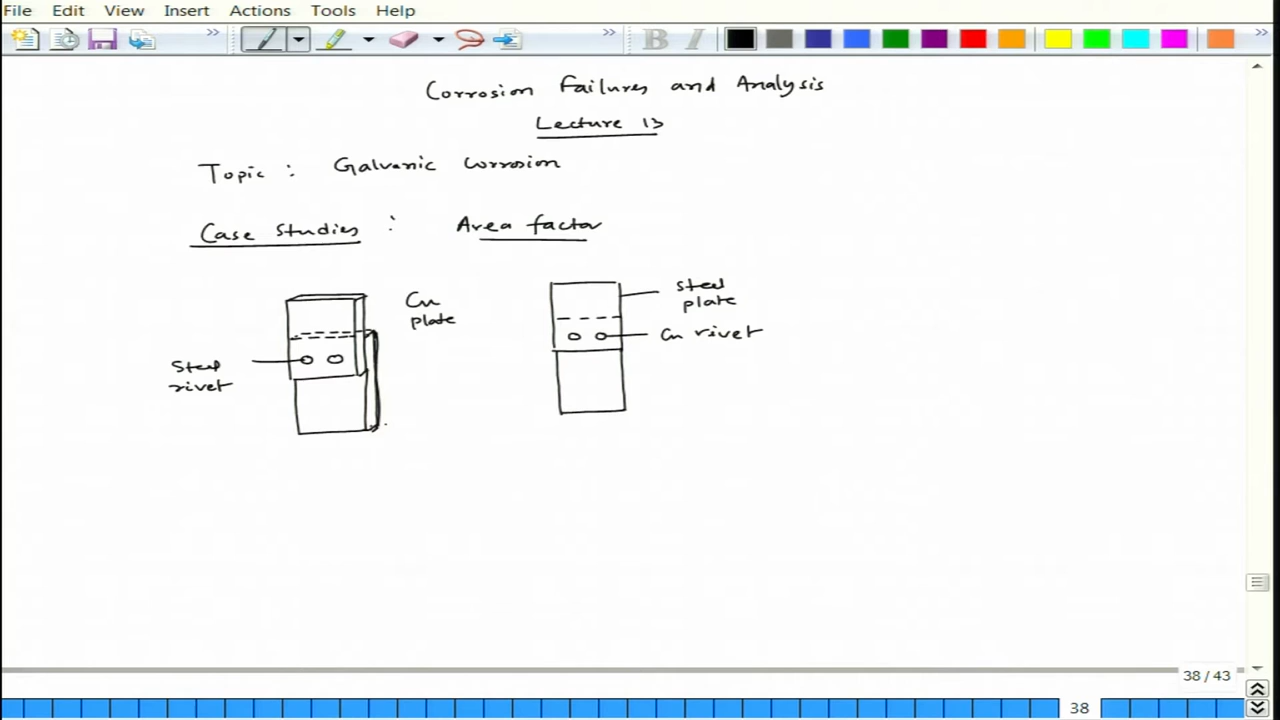 File Edit View Insert Actions Tools Help
B I
Corrosion Failures and Analysis
Lecture 13
Topic : Galvanic Corrosion
Case Studies : Area factor
Cu
plate
Steel
rivet
Steel
plate
Cu rivet
38 / 43
38